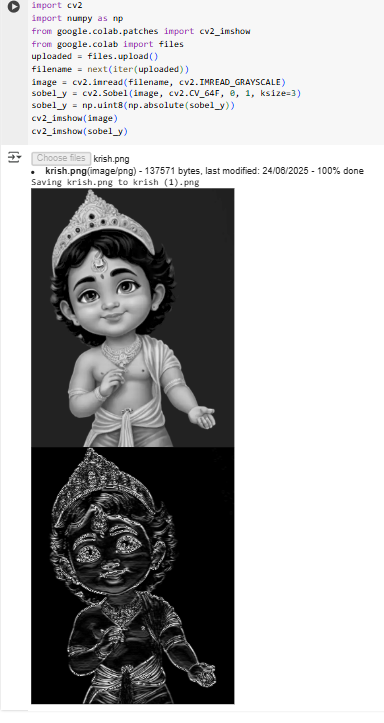 import cv2
import numpy as np
from google.colab.patches import cv2_imshow
from google.colab import files
uploaded = files.upload()
filename = next(iter(uploaded))
image = cv2.imread(filename, cv2.IMREAD_GRAYSCALE)
sobel_y = cv2.Sobel(image, cv2.CV_64F, 0, 1, ksize=3)
sobel_y = np.uint8(np.absolute(sobel_y))
cv2_imshow(image)
cv2_imshow(sobel_y)
Choose files krish.png
• krish.png(image/png) - 137571 bytes, last modified: 24/06/2025 - 100% done
Saving krish.png to krish (1).png